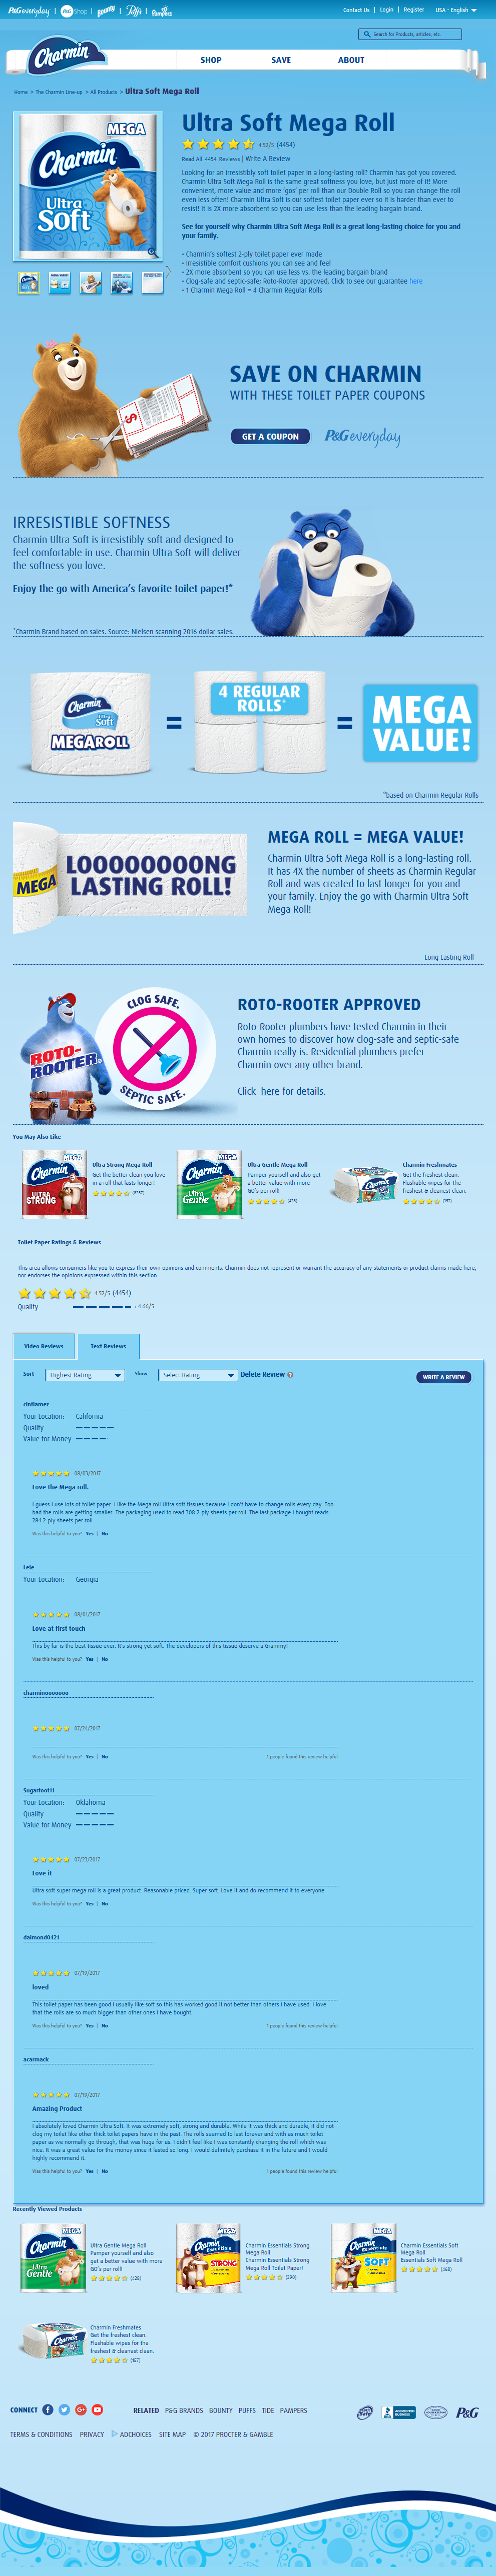 P&G everyday | P&G Shop | Bounty | Puffs | Pampers
Contact Us | Login | Register USA - English
Search for Products, articles, etc.
Charmin
SHOP SAVE ABOUT
Home > The Charmin Line-up > All Products > Ultra Soft Mega Roll
MEGA
Charmin
Ultra
Soft
Ultra Soft Mega Roll
4.52/5 (4454)
Read All 4454 Reviews | Write A Review
Looking for an irresistibly soft toilet paper in a long-lasting roll? Charmin has got you covered.
Charmin Ultra Soft Mega Roll is the same great softness you love, but just more of it! More
convenient, more value and more 'gos' per roll than our Double Roll so you can change the roll
even less often! Charmin Ultra Soft is our softest toilet paper ever so it is harder than ever to
resist! It is 2X more absorbent so you can use less than the leading bargain brand.
See for yourself why Charmin Ultra Soft Mega Roll is a great long-lasting choice for you and
your family.
• Charmin's softest 2-ply toilet paper ever made
• Irresistible comfort cushions you can see and feel
• 2X more absorbent so you can use less vs. the leading bargain brand
• Clog-safe and septic-safe; Roto-Rooter approved, Click to see our guarantee here
• 1 Charmin Mega Roll = 4 Charmin Regular Rolls
SAVE ON CHARMIN
WITH THESE TOILET PAPER COUPONS
GET A COUPON P&G everyday
IRRESISTIBLE SOFTNESS
Charmin Ultra Soft is irresistibly soft and designed to
feel comfortable in use. Charmin Ultra Soft will deliver
the softness you love.
Enjoy the go with America's favorite toilet paper!*
*Charmin Brand based on sales. Source: Nielsen scanning 2016 dollar sales.
Charmin
Ultra
Soft
MEGAROLL
=
4 REGULAR
ROLLS*
=
MEGA
VALUE!
*based on Charmin Regular Rolls
MEGA
LOOOOOOOONG
LASTING ROLL!
MEGA ROLL = MEGA VALUE!
Charmin Ultra Soft Mega Roll is a long-lasting roll.
It has 4X the number of sheets as Charmin Regular
Roll and was created to last longer for you and
your family. Enjoy the go with Charmin Ultra Soft
Mega Roll!
Long Lasting Roll
ROTO-ROOTER
CLOG SAFE.
SEPTIC SAFE.
ROTO-ROOTER APPROVED
Roto-Rooter plumbers have tested Charmin in their
own homes to discover how clog-safe and septic-safe
Charmin really is. Residential plumbers prefer
Charmin over any other brand.
Click here for details.
You May Also Like
MEGA
Charmin
ULTRA
STRONG
Ultra Strong Mega Roll
Get the better clean you love
in a roll that lasts longer!
(8287)
MEGA
Charmin
Ultra
Gentle
Ultra Gentle Mega Roll
Pamper yourself and also get
a better value with more
GO's per roll!
(428)
Charmin
Charmin Freshmates
Get the freshest clean.
Flushable wipes for the
freshest & cleanest clean.
(157)
Toilet Paper Ratings & Reviews
This area allows consumers like you to express their own opinions and comments. Charmin does not represent or warrant the accuracy of any statements or product claims made here,
nor endorses the opinions expressed within this section.
4.52/5 (4454)
Quality 4.66/5
Video Reviews Text Reviews
Sort Highest Rating Show Select Rating Delete Review WRITE A REVIEW
cinflamez
Your Location: California
Quality
Value for Money
08/03/2017
Love the Mega roll.
I guess I use lots of toilet paper. I like the Mega roll Ultra soft tissues because I don't have to change rolls every day. Too
bad the rolls are getting smaller. The packaging used to read 308 2-ply sheets per roll. The last package I bought reads
284 2-ply sheets per roll.
Was this helpful to you? Yes | No
Lele
Your Location: Georgia
08/01/2017
Love at first touch
This by far is the best tissue ever. It's strong yet soft. The developers of this tissue deserve a Grammy!
Was this helpful to you? Yes | No
charminooooooo
07/24/2017
Was this helpful to you? Yes | No 1 people found this review helpful
Sugarfoot11
Your Location: Oklahoma
Quality
Value for Money
07/23/2017
Love it
Ultra soft super mega roll is a great product. Reasonable priced. Super soft. Love it and do recommend it to everyone
Was this helpful to you? Yes | No
daimond0421
07/19/2017
loved
This toilet paper has been good I usually like soft so this has worked good if not better than others I have used. I love
that the rolls are so much bigger than other ones I have bought.
Was this helpful to you? Yes | No 1 people found this review helpful
acarmack
07/19/2017
Amazing Product
I absolutely loved Charmin Ultra Soft. It was extremely soft, strong and durable. While it was thick and durable, it did not
clog my toilet like other thick toilet papers have in the past. The rolls seemed to last forever and with as much toilet
paper as we normally go through, that was huge for us. I didn't feel like I was constantly changing the roll which was
nice. It was a great value for the money since it lasted so long. I would definitely purchase it in the future and I would
highly recommend it.
Was this helpful to you? Yes | No 1 people found this review helpful
Recently Viewed Products
MEGA
Charmin
Ultra
Gentle
Ultra Gentle Mega Roll
Pamper yourself and also
get a better value with more
GO's per roll!
(428)
MEGA
Charmin
Essentials
STRONG
Charmin Essentials Strong
Mega Roll
Charmin Essentials Strong
Mega Roll Toilet Paper!
(390)
MEGA
Charmin
Essentials
SOFT
Charmin Essentials Soft
Mega Roll
Essentials Soft Mega Roll
(468)
Charmin
Charmin Freshmates
Get the freshest clean.
Flushable wipes for the
freshest & cleanest clean.
(157)
CONNECT RELATED P&G BRANDS BOUNTY PUFFS TIDE PAMPERS
ACCREDITED
BUSINESS
P&G
TERMS & CONDITIONS PRIVACY ADCHOICES SITE MAP © 2017 PROCTER & GAMBLE